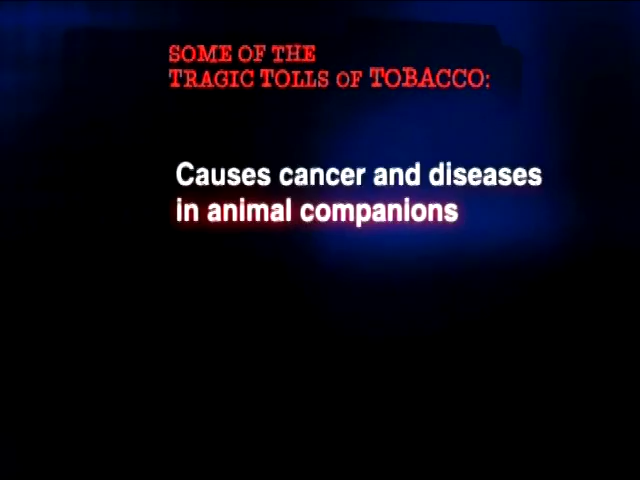 SOME OF THE
TRAGIC TOLLS OF TOBACCO:
Causes cancer and diseases
in animal companions